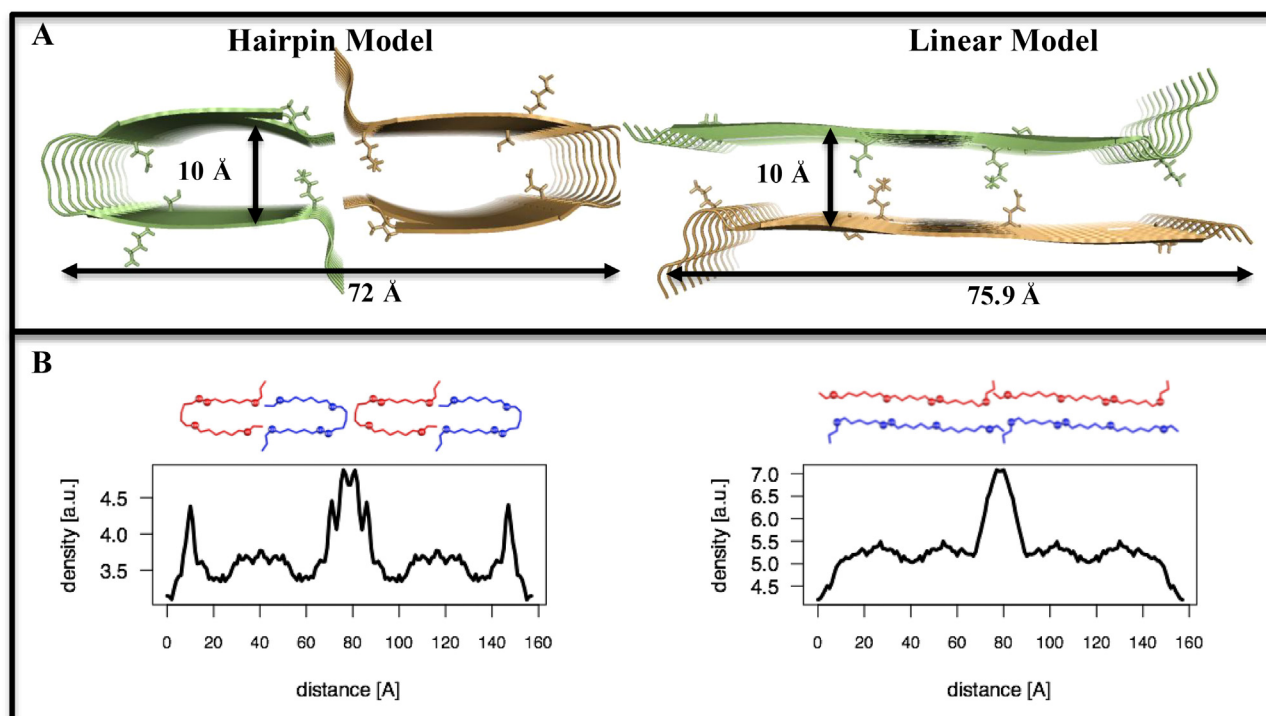 A
Hairpin Model
Linear Model
10 Å
10 Å
72 Å
75.9 Å
B
density [a.u.]
4.5
4.0
3.5
0 20 40 60 80 100 120 140 160
distance [A]
density [a.u.]
7.0
6.5
6.0
5.5
5.0
4.5
0 20 40 60 80 100 120 140 160
distance [A]